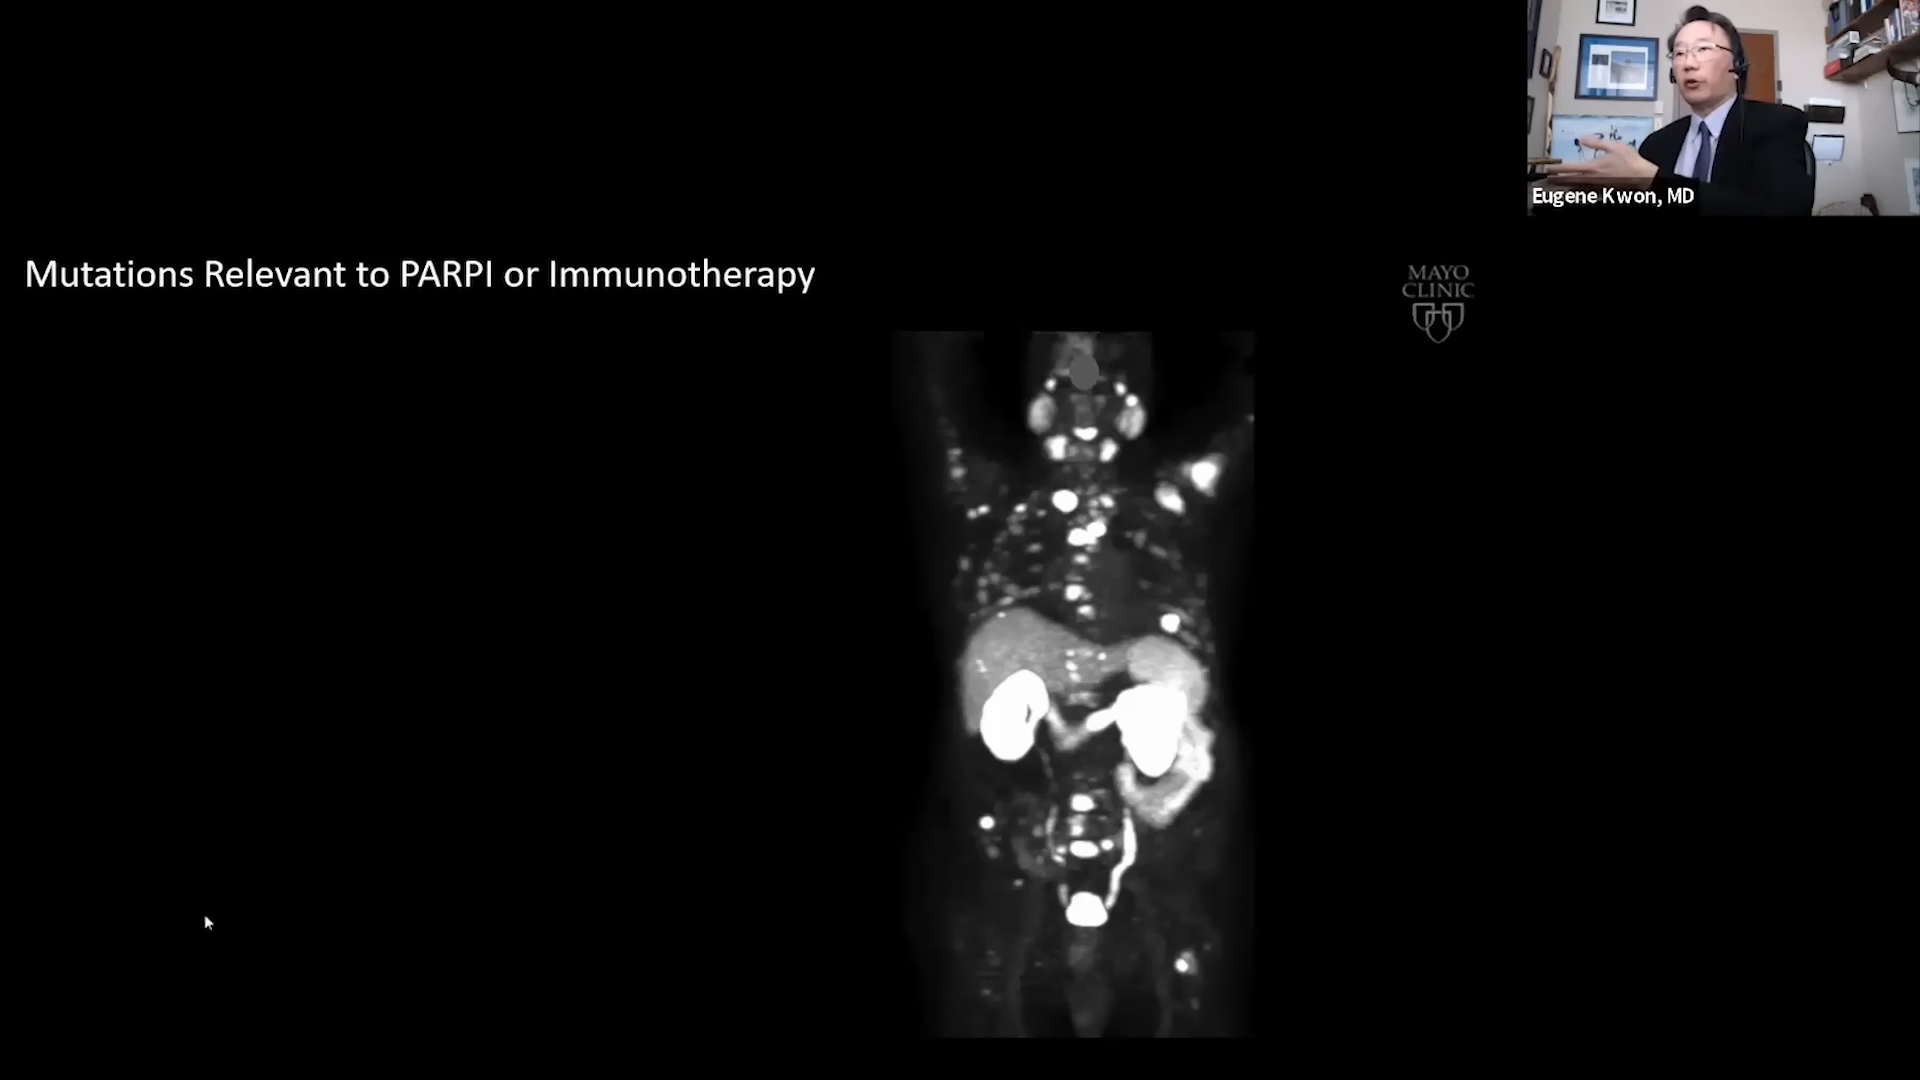 Eugene Kwon, MD
Mutations Relevant to PARPI or Immunotherapy
MAYO
CLINIC